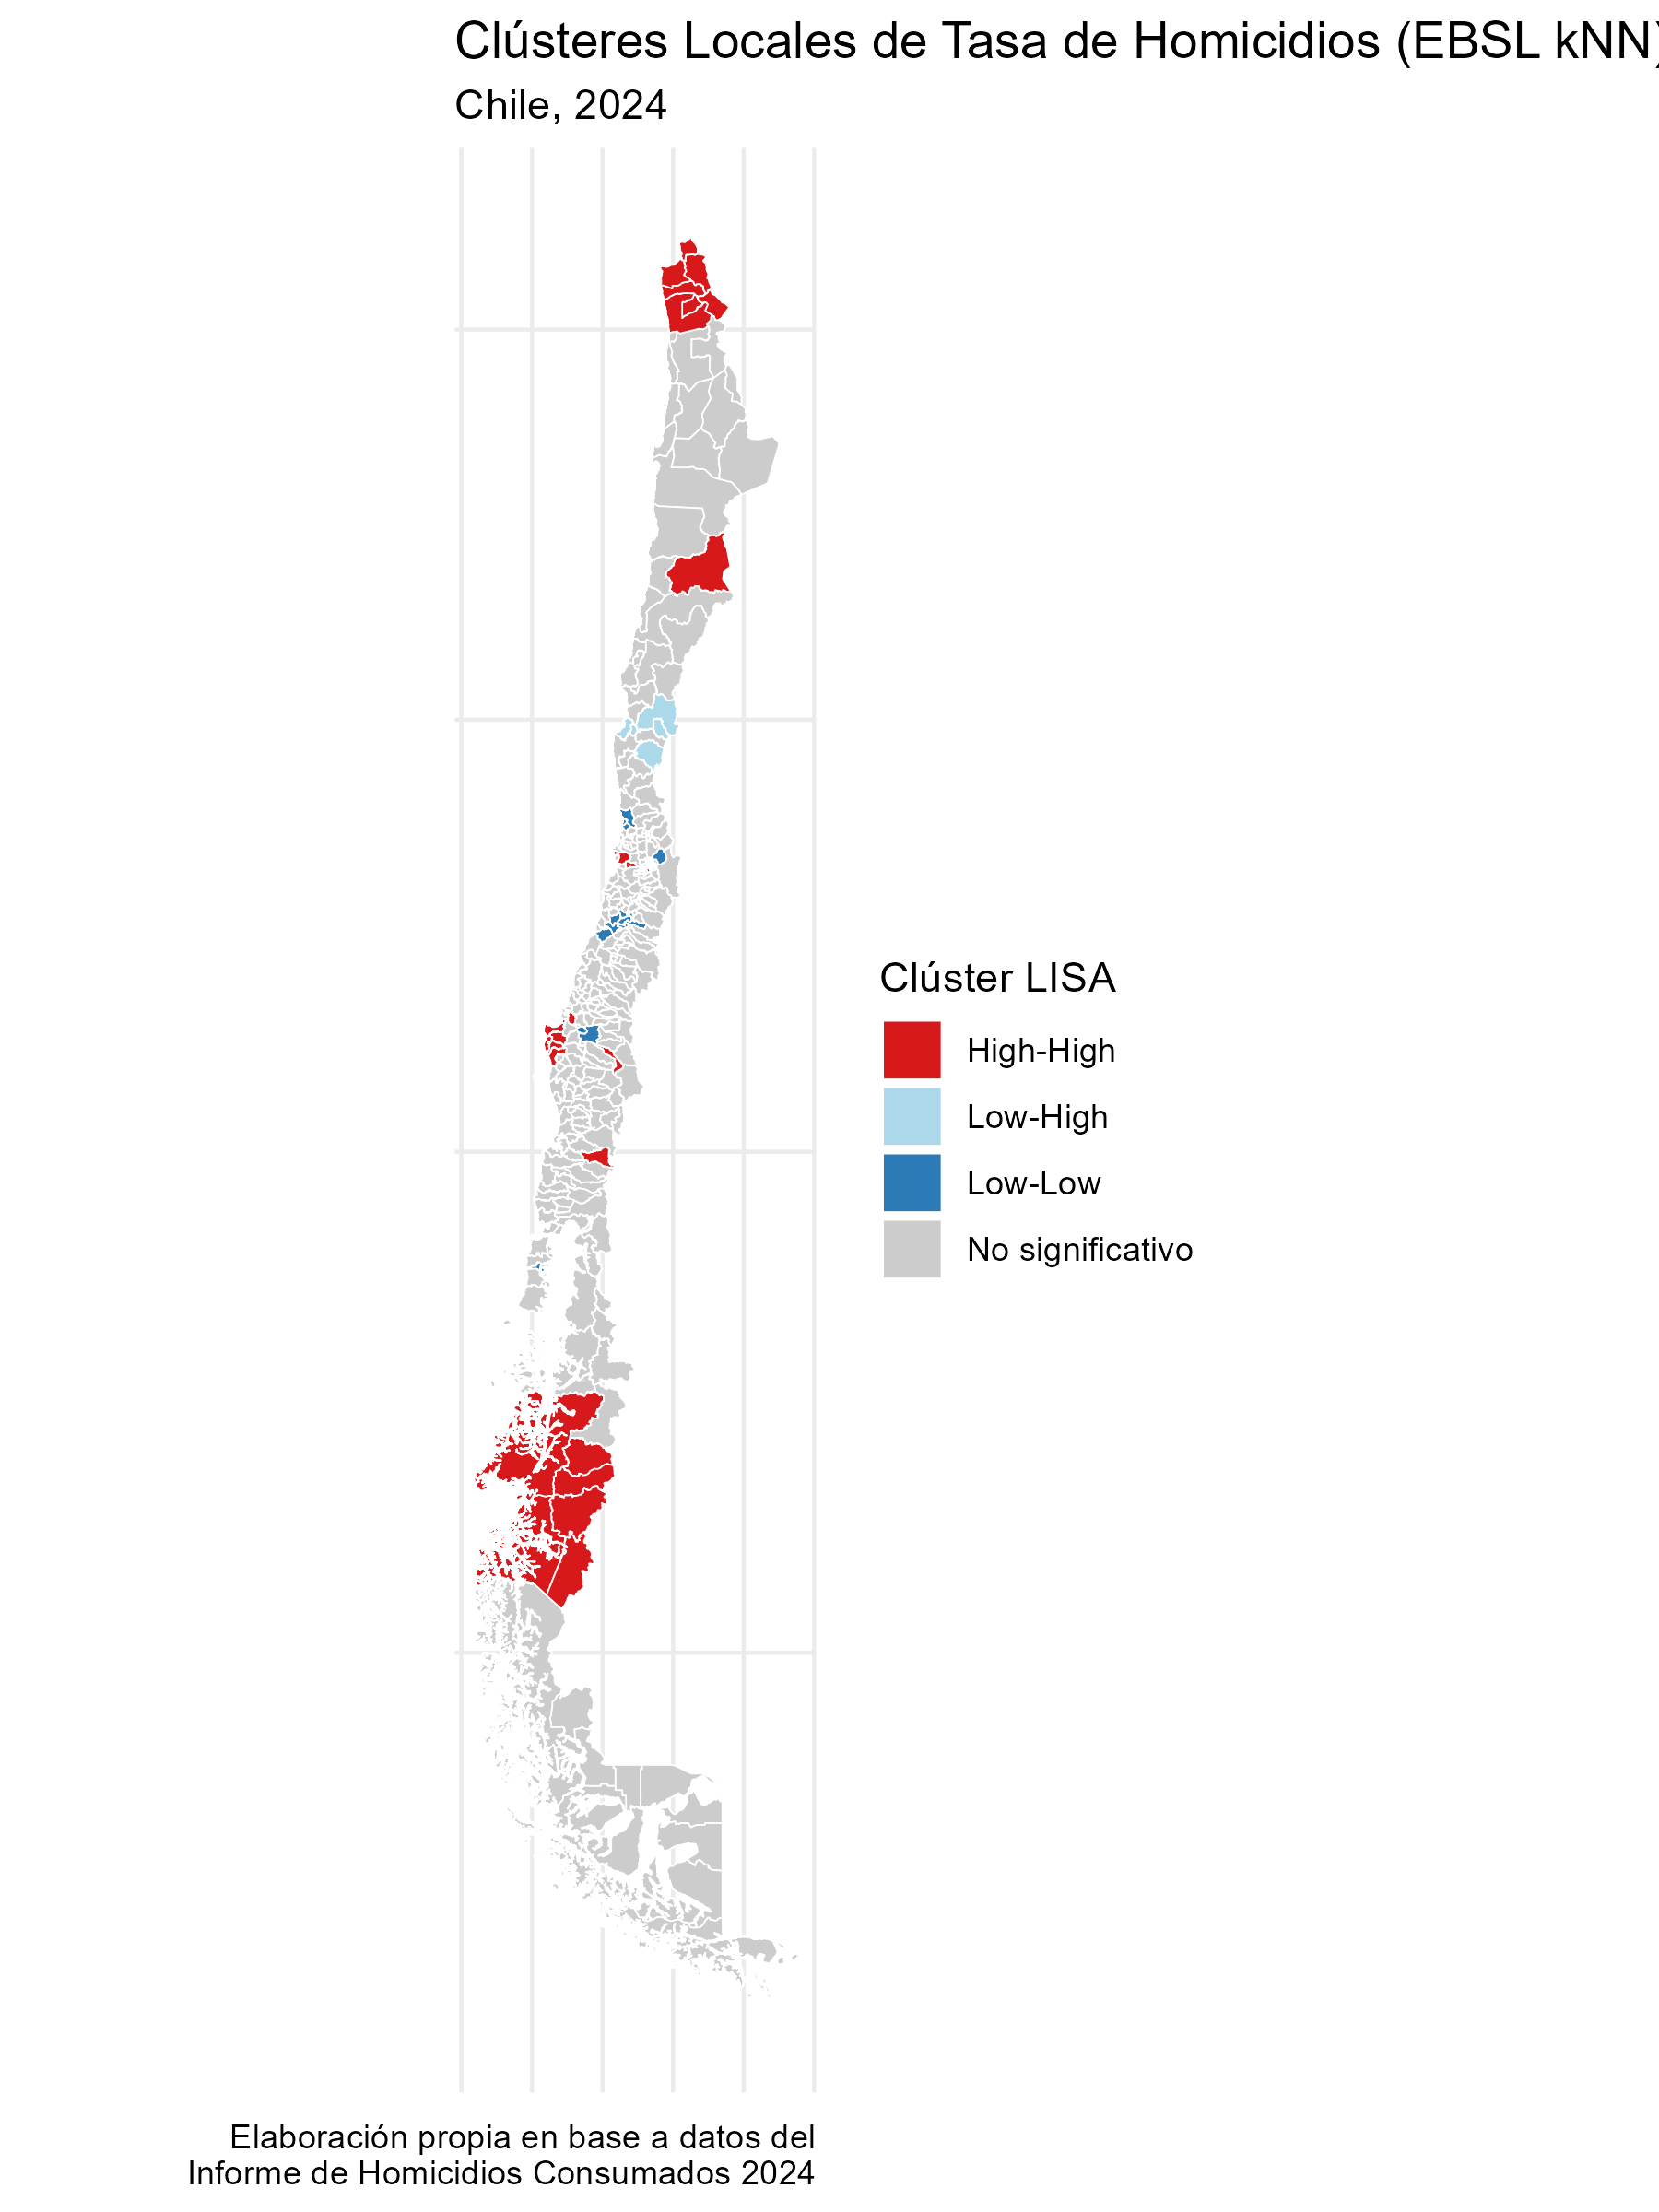 Clústeres Locales de Tasa de Homicidios (EBSL kNN)
Chile, 2024
Clúster LISA
High-High
Low-High
Low-Low
No significativo
Elaboración propia en base a datos del
Informe de Homicidios Consumados 2024